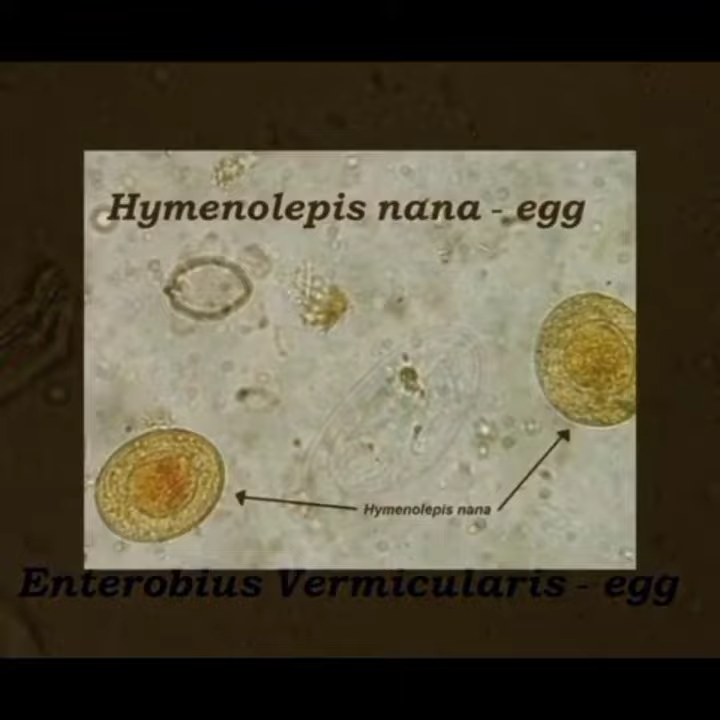 Hymenolepis nana - egg
Hymenolepis nana
Enterobius Vermicularis - egg